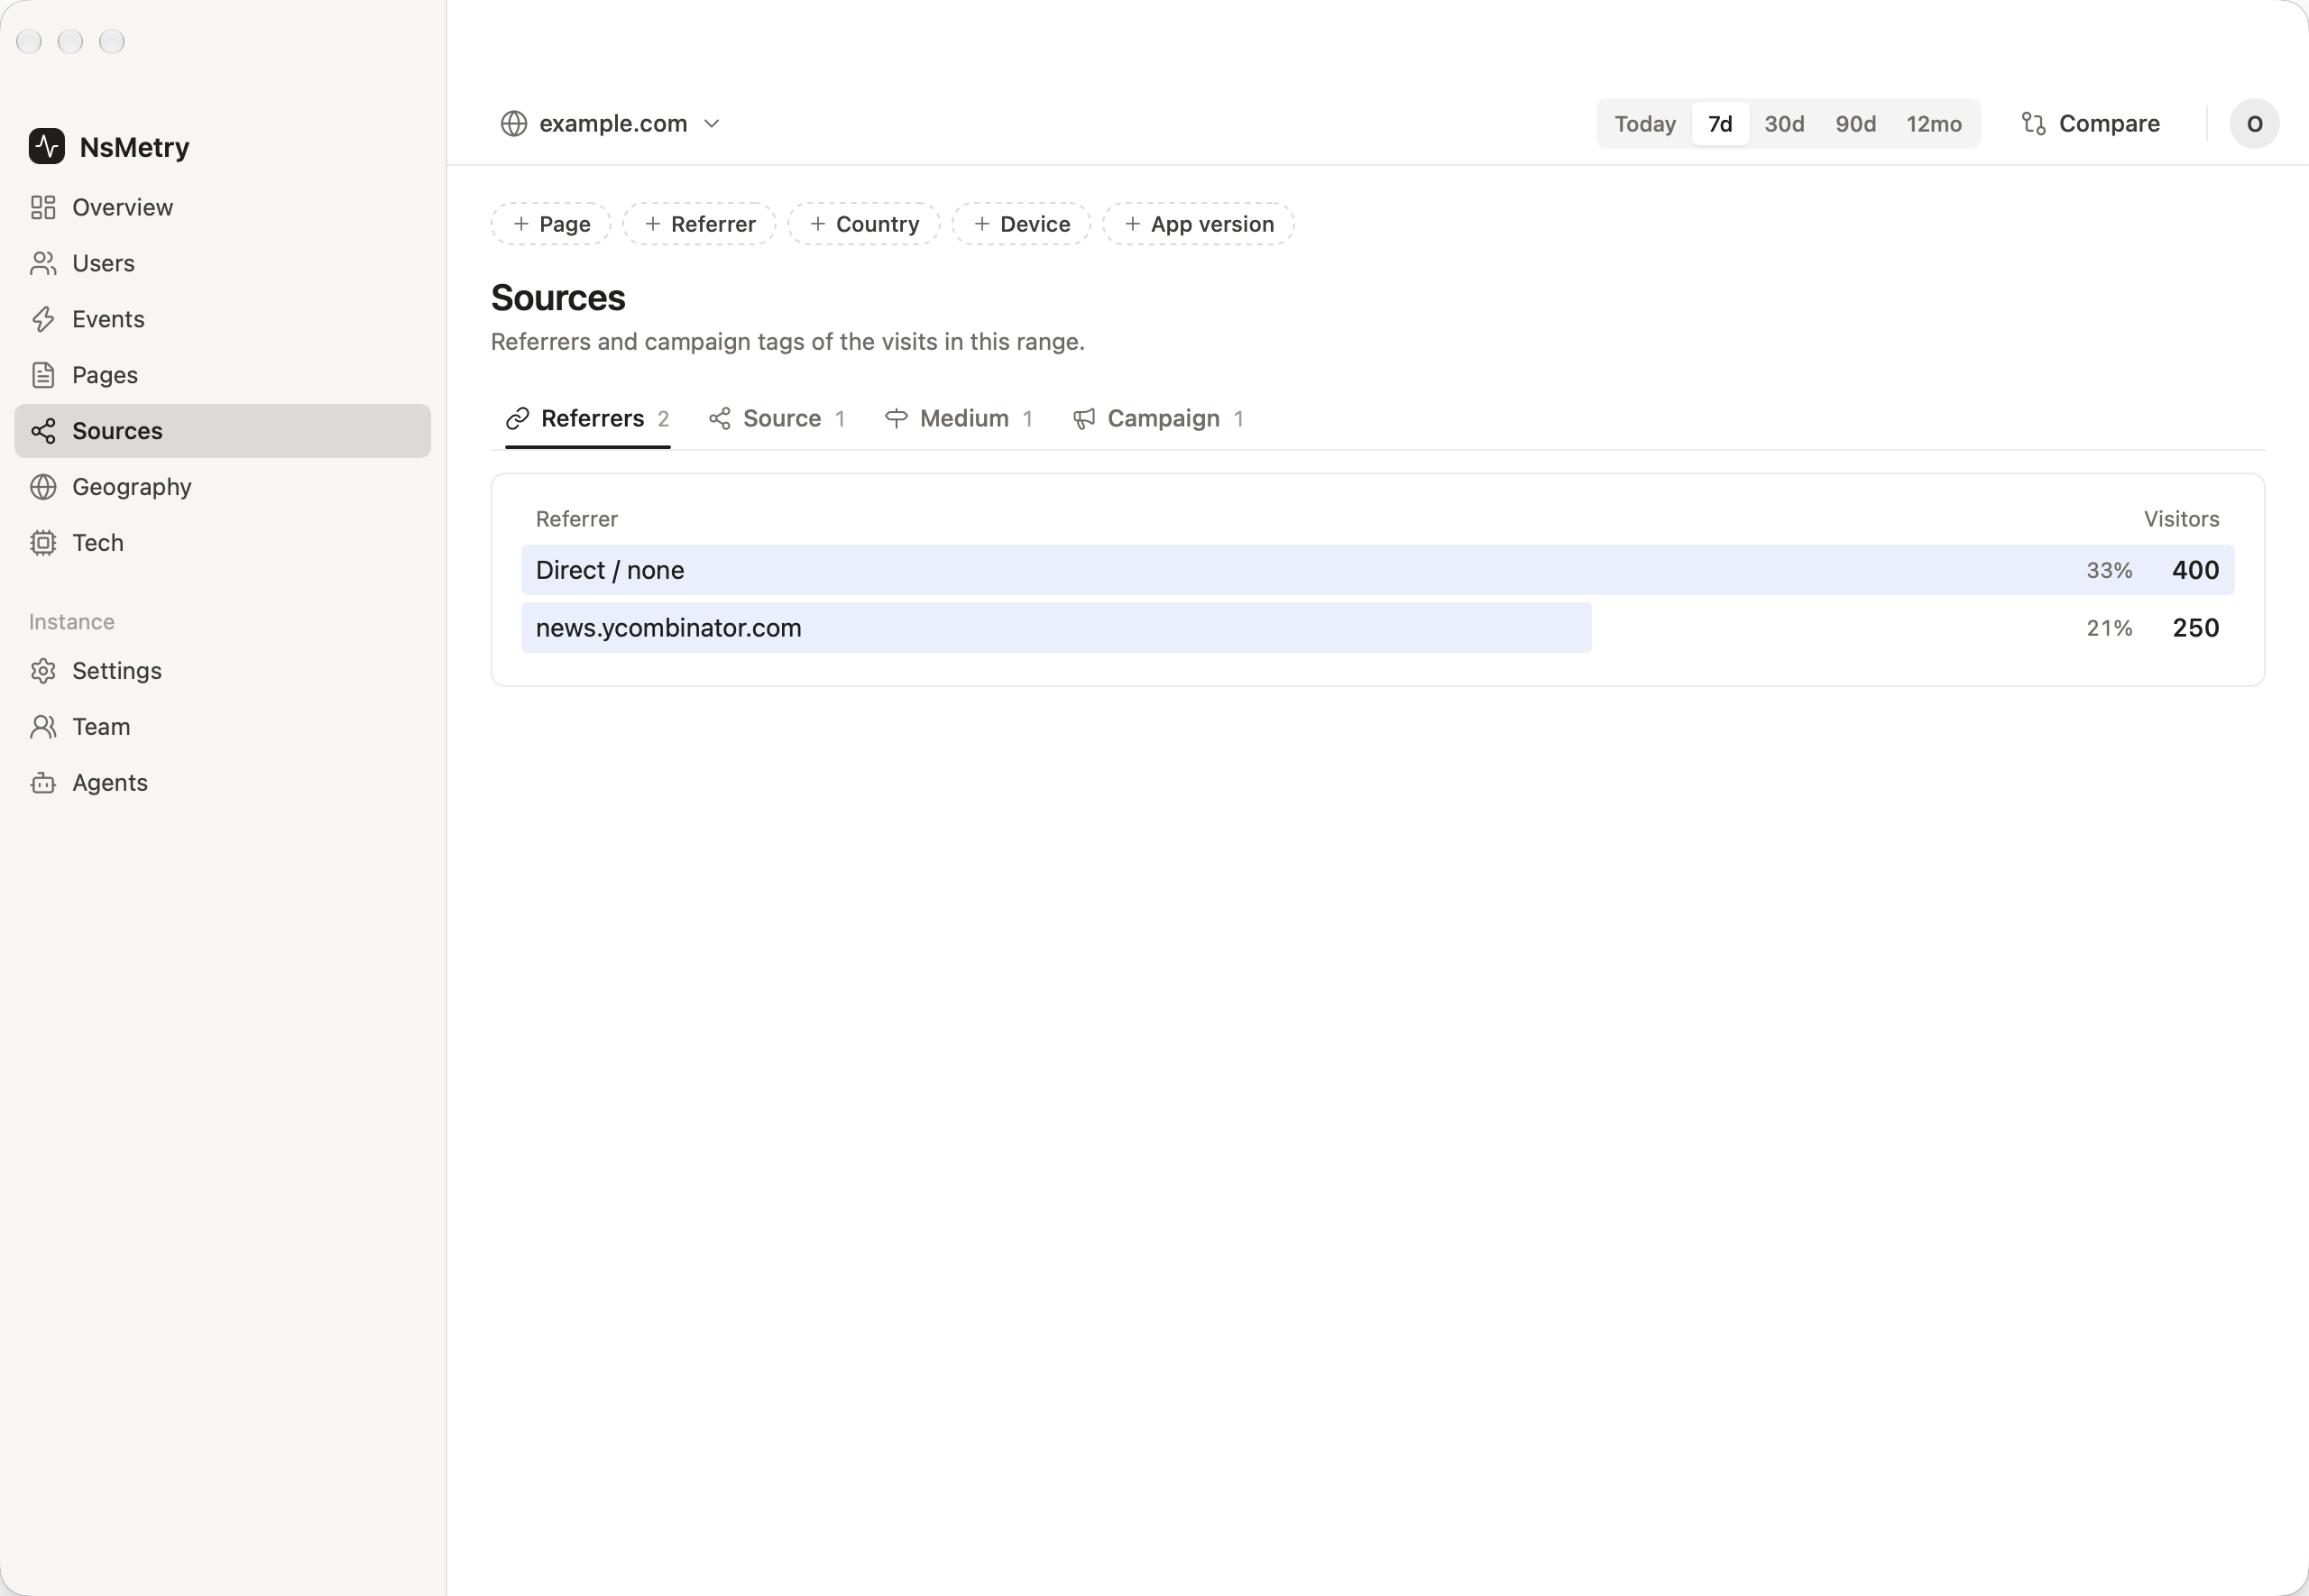 NsMetry
Overview
Users
Events
Pages
Sources
Geography
Tech
Instance
Settings
Team
Agents
example.com
Today 7d 30d 90d 12mo Compare O
+ Page + Referrer + Country + Device + App version
Sources
Referrers and campaign tags of the visits in this range.
Referrers 2 Source 1 Medium 1 Campaign 1
Referrer Visitors
Direct / none 33% 400
news.ycombinator.com 21% 250